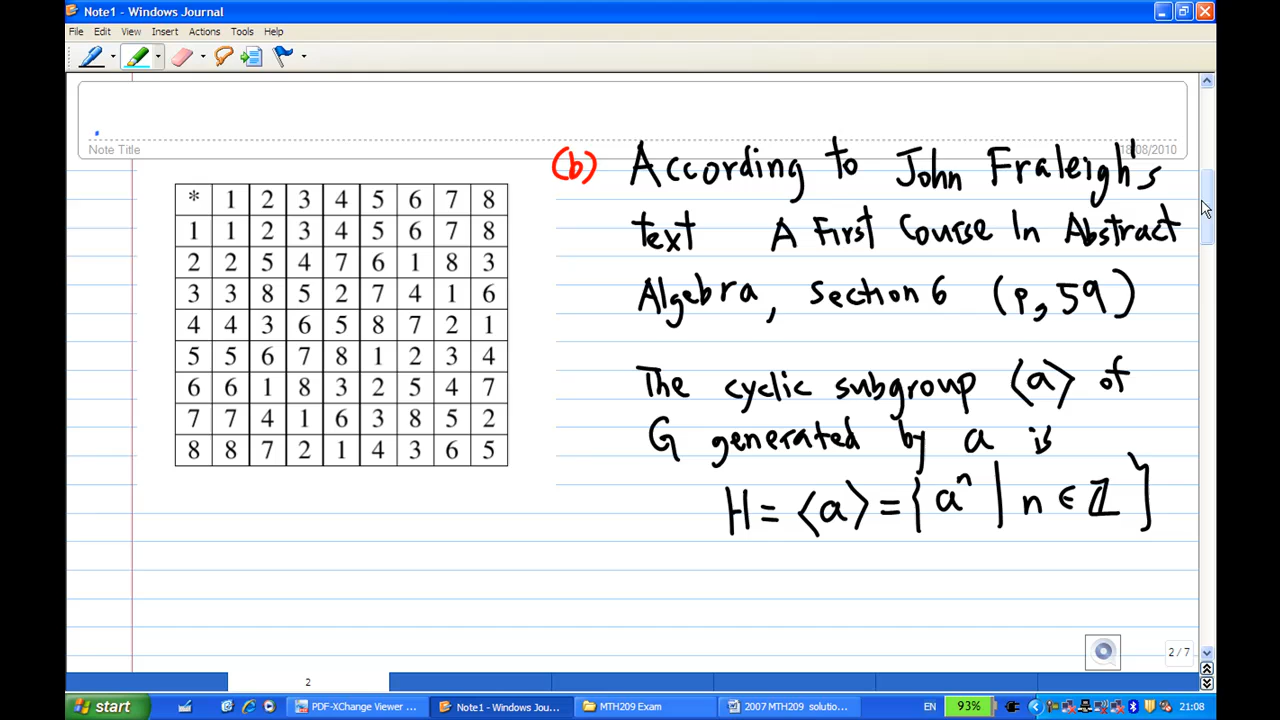 Note1 - Windows Journal
File Edit View Insert Actions Tools Help
Note Title
18/08/2010
* 1 2 3 4 5 6 7 8
1 1 2 3 4 5 6 7 8
2 2 5 4 7 6 1 8 3
3 3 8 5 2 7 4 1 6
4 4 3 6 5 8 7 2 1
5 5 6 7 8 1 2 3 4
6 6 1 8 3 2 5 4 7
7 7 4 1 6 3 8 5 2
8 8 7 2 1 4 3 6 5
(b) According to John Fraleigh's
text A First Course In Abstract
Algebra, section 6 (p, 59)
The cyclic subgroup ⟨a⟩ of
G generated by a is
H = ⟨a⟩ = { aⁿ | n ∈ ℤ }
2 / 7
2
start PDF-XChange Viewer ... Note1 - Windows Jou... MTH209 Exam 2007 MTH209 solutio... EN 93% 21:08